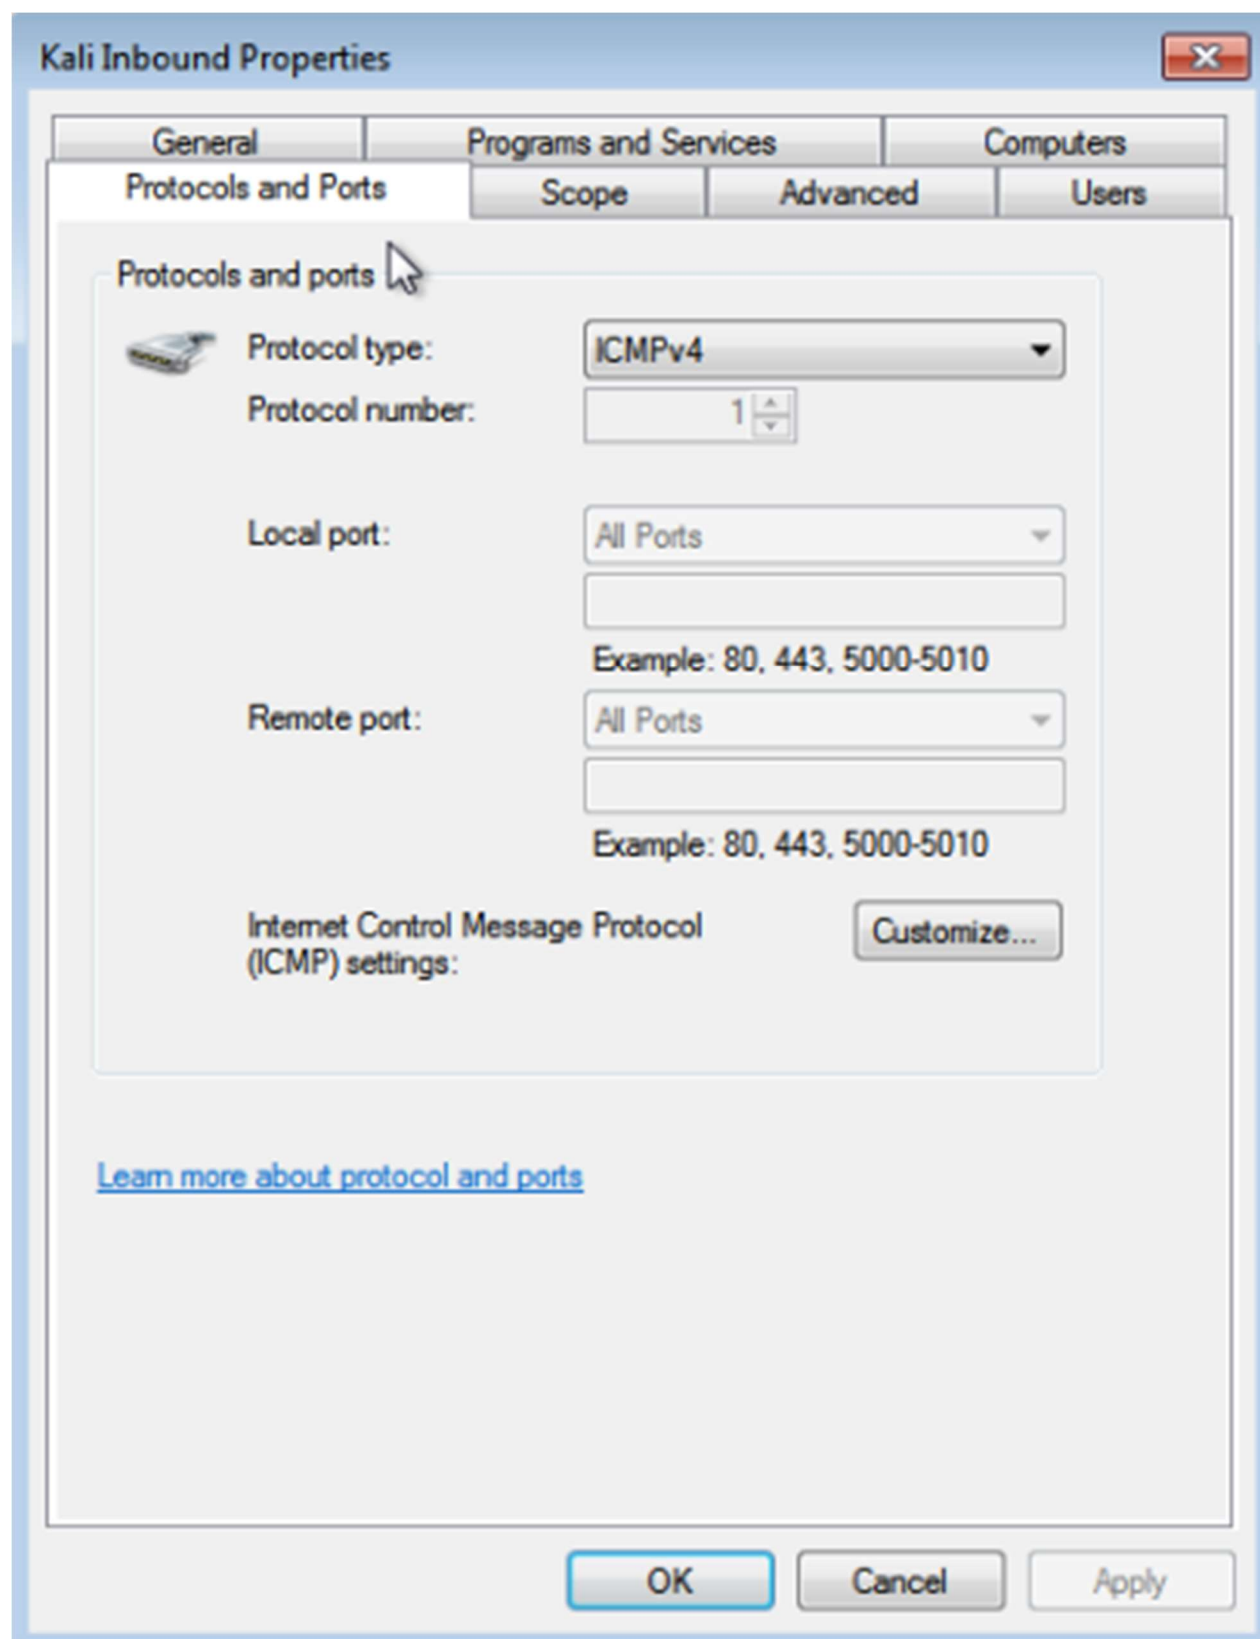 Kali Inbound Properties
General Programs and Services Computers
Protocols and Ports Scope Advanced Users
Protocols and ports
Protocol type: ICMPv4
Protocol number: 1
Local port: All Ports
Example: 80, 443, 5000-5010
Remote port: All Ports
Example: 80, 443, 5000-5010
Internet Control Message Protocol
(ICMP) settings: Customize...
Learn more about protocol and ports
OK Cancel Apply